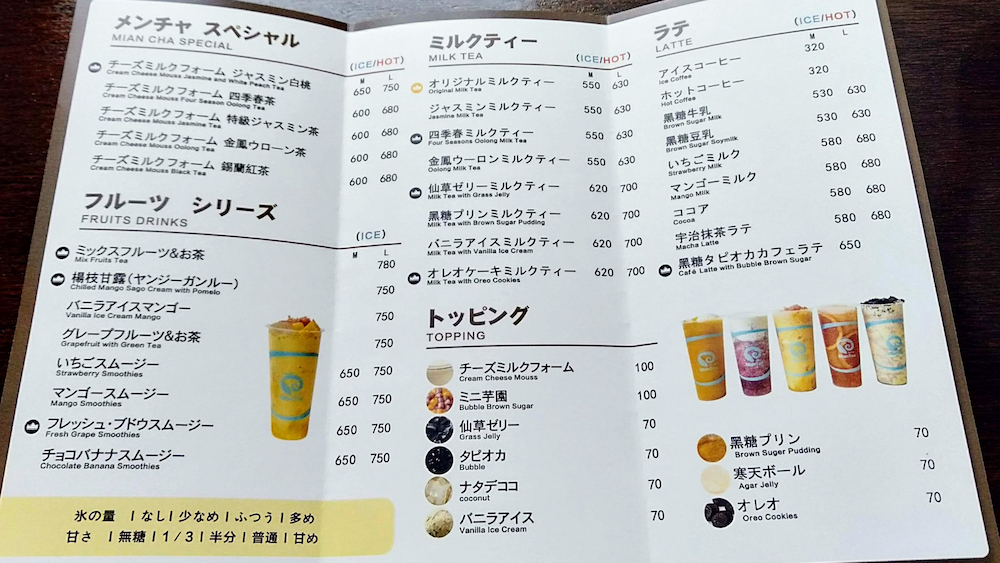 メンチャ スペシャル
MIAN CHA SPECIAL
(ICE/HOT)
M L
チーズミルクフォーム ジャスミン白桃 650 750
Cream Cheese Mouss Jasmine and Peach Tea
チーズミルクフォーム 四季春茶 600 680
Cream Cheese Mouss Four Season Oolong Tea
チーズミルクフォーム 特級ジャスミン茶 600 680
Cream Cheese Mouss Jasmine Tea
チーズミルクフォーム 金鳳ウローン茶 600 680
Cream Cheese Mouss Oolong Tea
チーズミルクフォーム 錫蘭紅茶 600 680
Cream Cheese Mouss Black Tea
フルーツ シリーズ
FRUITS DRINKS
(ICE)
M L
ミックスフルーツ&お茶 780
Mix Fruits Tea
楊枝甘露(ヤンジーガンルー) 750
Chilled Mango Sago Cream with Pomelo
バニラアイスマンゴー 750
Vanilla Ice Cream Mango
グレープフルーツ&お茶 750
Grapefruit with Green Tea
いちごスムージー 650 750
Strawberry Smoothies
マンゴースムージー 650 750
Mango Smoothies
フレッシュ・ブドウスムージー 650 750
Fresh Grape Smoothies
チョコバナナスムージー 650 750
Chocolate Banana Smoothies
氷の量 | なし | 少なめ | ふつう | 多め
甘さ | 無糖 | 1/3 | 半分 | 普通 | 甘め
ミルクティー
MILK TEA
(ICE/HOT)
M L
オリジナルミルクティー 550 630
Original Milk Tea
ジャスミンミルクティー 550 630
Jasmine Milk Tea
四季春ミルクティー 550 630
Four Seasons Oolong Milk Tea
金鳳ウーロンミルクティー 550 630
Oolong Milk Tea
仙草ゼリーミルクティー 620 700
Milk Tea with Grass Jelly
黒糖プリンミルクティー 620 700
Milk Tea with Brown Sugar Pudding
バニラアイスミルクティー 620 700
Milk Tea with Vanilla Ice Cream
オレオケーキミルクティー 620 700
Milk Tea with Oreo Cookies
トッピング
TOPPING
チーズミルクフォーム 100
Cream Cheese Mouss
ミニ芋園 100
Bubble Brown Sugar
仙草ゼリー 70
Grass Jelly
タピオカ 70
Bubble
ナタデココ 70
coconut
バニラアイス 70
Vanilla Ice Cream
ラテ
LATTE
(ICE/HOT)
M L
アイスコーヒー 320
Ice Coffee
ホットコーヒー 320
Hot Coffee
黒糖牛乳 530 630
Brown Sugar Milk
黒糖豆乳 530 630
Brown Sugar Soymilk
いちごミルク 580 680
Strawberry Milk
マンゴーミルク 580 680
Mango Milk
ココア 580 680
Cocoa
宇治抹茶ラテ 580 680
Macha Latte
黒糖タピオカカフェラテ 650
Café Latte with Bubble Brown Sugar
黒糖プリン 70
Brown Suger Pudding
寒天ボール 70
Agar Jelly
オレオ 70
Oreo Cookies